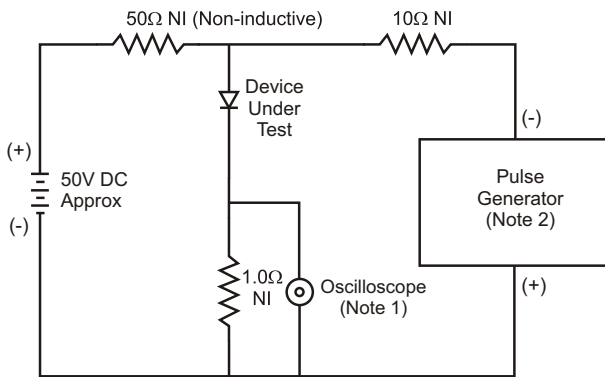 50Ω NI (Non-inductive)
10Ω NI
Device
Under
Test
(+)
50V DC
Approx
(-)
(-)
Pulse
Generator
(Note 2)
(+)
1.0Ω
NI
Oscilloscope
(Note 1)